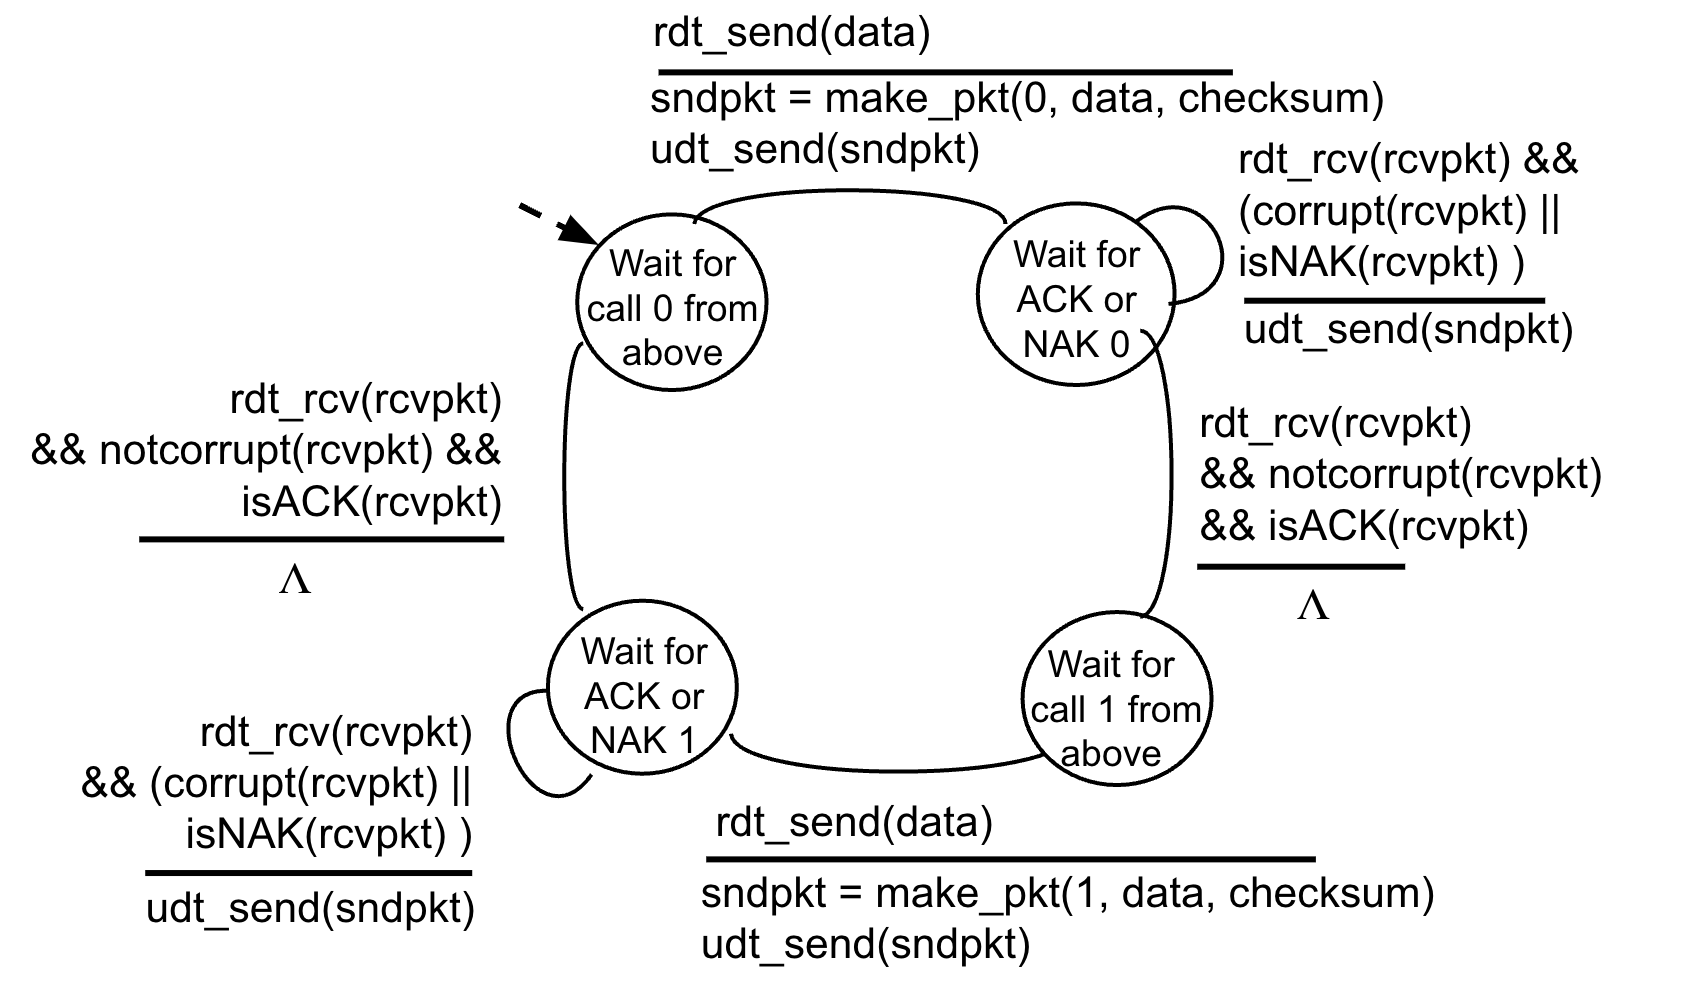 rdt_send(data)
sndpkt = make_pkt(0, data, checksum)
udt_send(sndpkt)
rdt_rcv(rcvpkt) &&
(corrupt(rcvpkt) ||
isNAK(rcvpkt) )
udt_send(sndpkt)
Wait for
call 0 from
above
Wait for
ACK or
NAK 0
rdt_rcv(rcvpkt)
&& notcorrupt(rcvpkt) &&
isACK(rcvpkt)
Λ
rdt_rcv(rcvpkt)
&& notcorrupt(rcvpkt)
&& isACK(rcvpkt)
Λ
Wait for
ACK or
NAK 1
Wait for
call 1 from
above
rdt_rcv(rcvpkt)
&& (corrupt(rcvpkt) ||
isNAK(rcvpkt) )
udt_send(sndpkt)
rdt_send(data)
sndpkt = make_pkt(1, data, checksum)
udt_send(sndpkt)